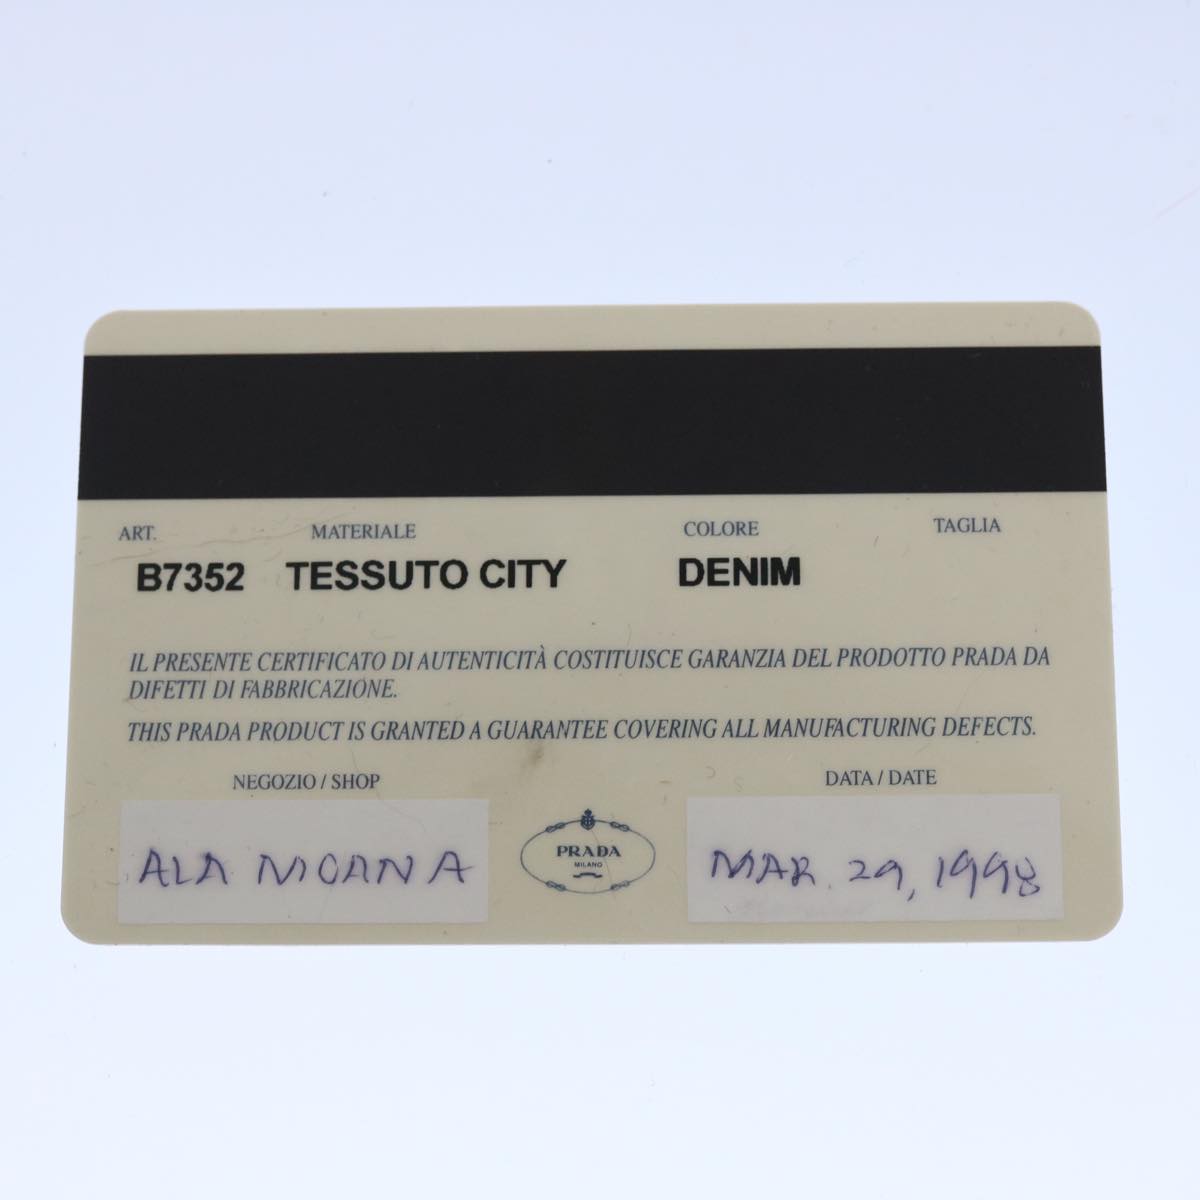 ART. MATERIALE COLORE TAGLIA
B7352 TESSUTO CITY DENIM
IL PRESENTE CERTIFICATO DI AUTENTICITÀ COSTITUISCE GARANZIA DEL PRODOTTO PRADA DA
DIFETTI DI FABBRICAZIONE.
THIS PRADA PRODUCT IS GRANTED A GUARANTEE COVERING ALL MANUFACTURING DEFECTS.
NEGOZIO / SHOP DATA / DATE
ALA MOANA MAR. 29, 1998
PRADA
MILANO